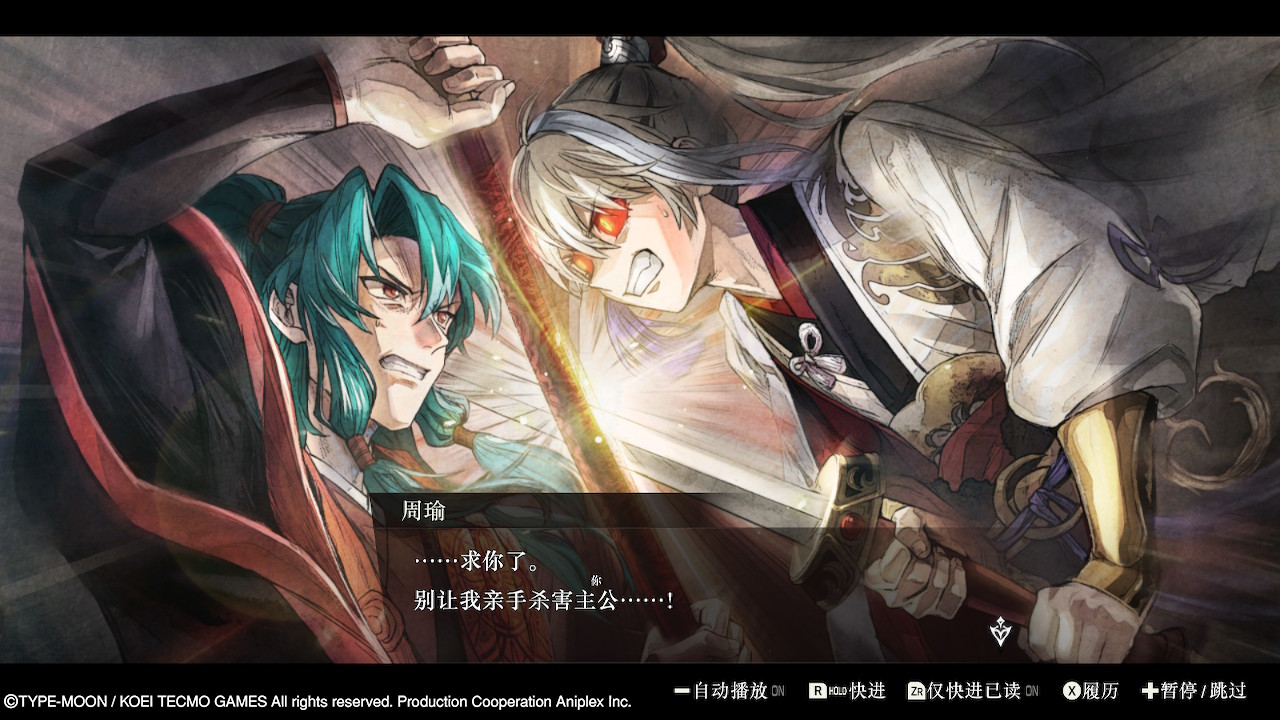 周瑜
……求你了。
你
别让我亲手杀害主公……!
自动播放 ON
R HOLD 快进
ZR 仅快进已读 ON
X 履历
暂停/跳过
©TYPE-MOON / KOEI TECMO GAMES All rights reserved. Production Cooperation Aniplex Inc.